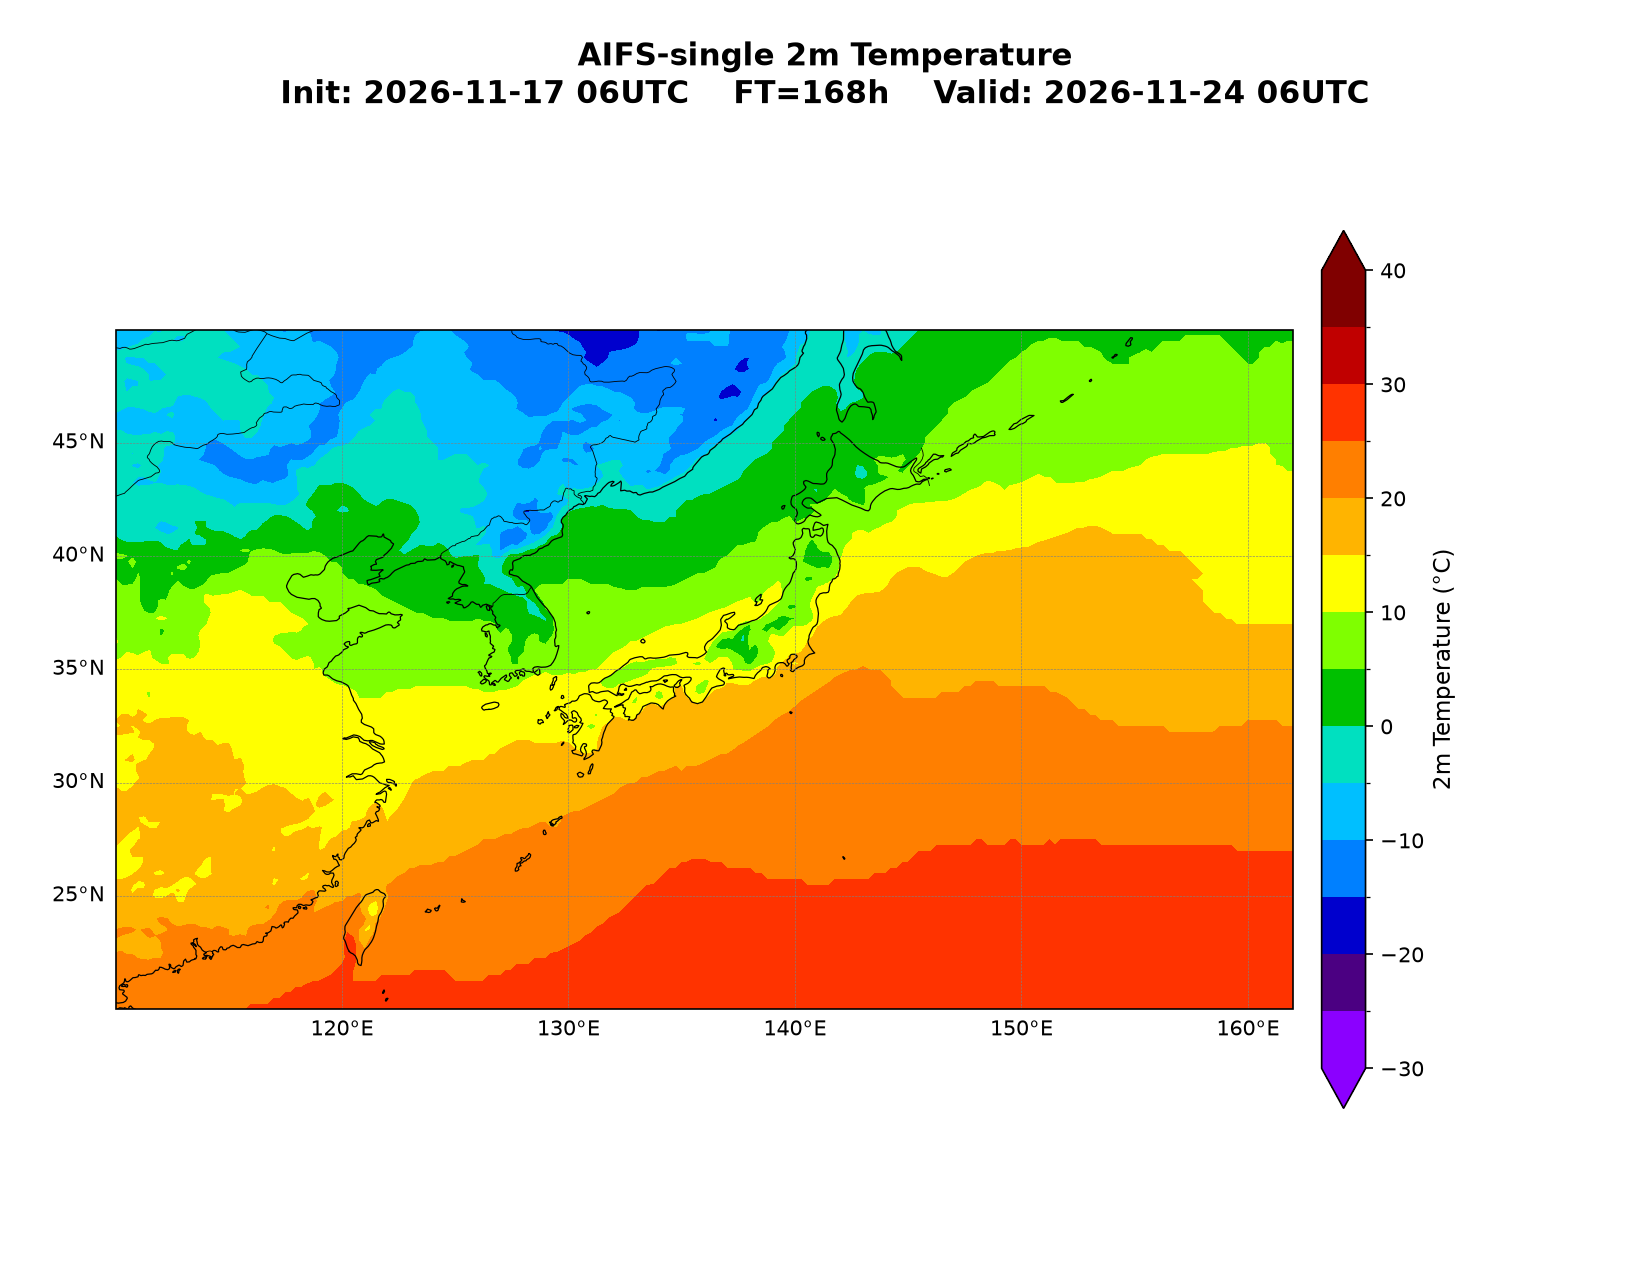 AIFS-single 2m Temperature
Init: 2026-11-17 06UTC    FT=168h    Valid: 2026-11-24 06UTC
45°N
40°N
35°N
30°N
25°N
120°E
130°E
140°E
150°E
160°E
40
30
20
10
0
−10
−20
−30
2m Temperature (°C)